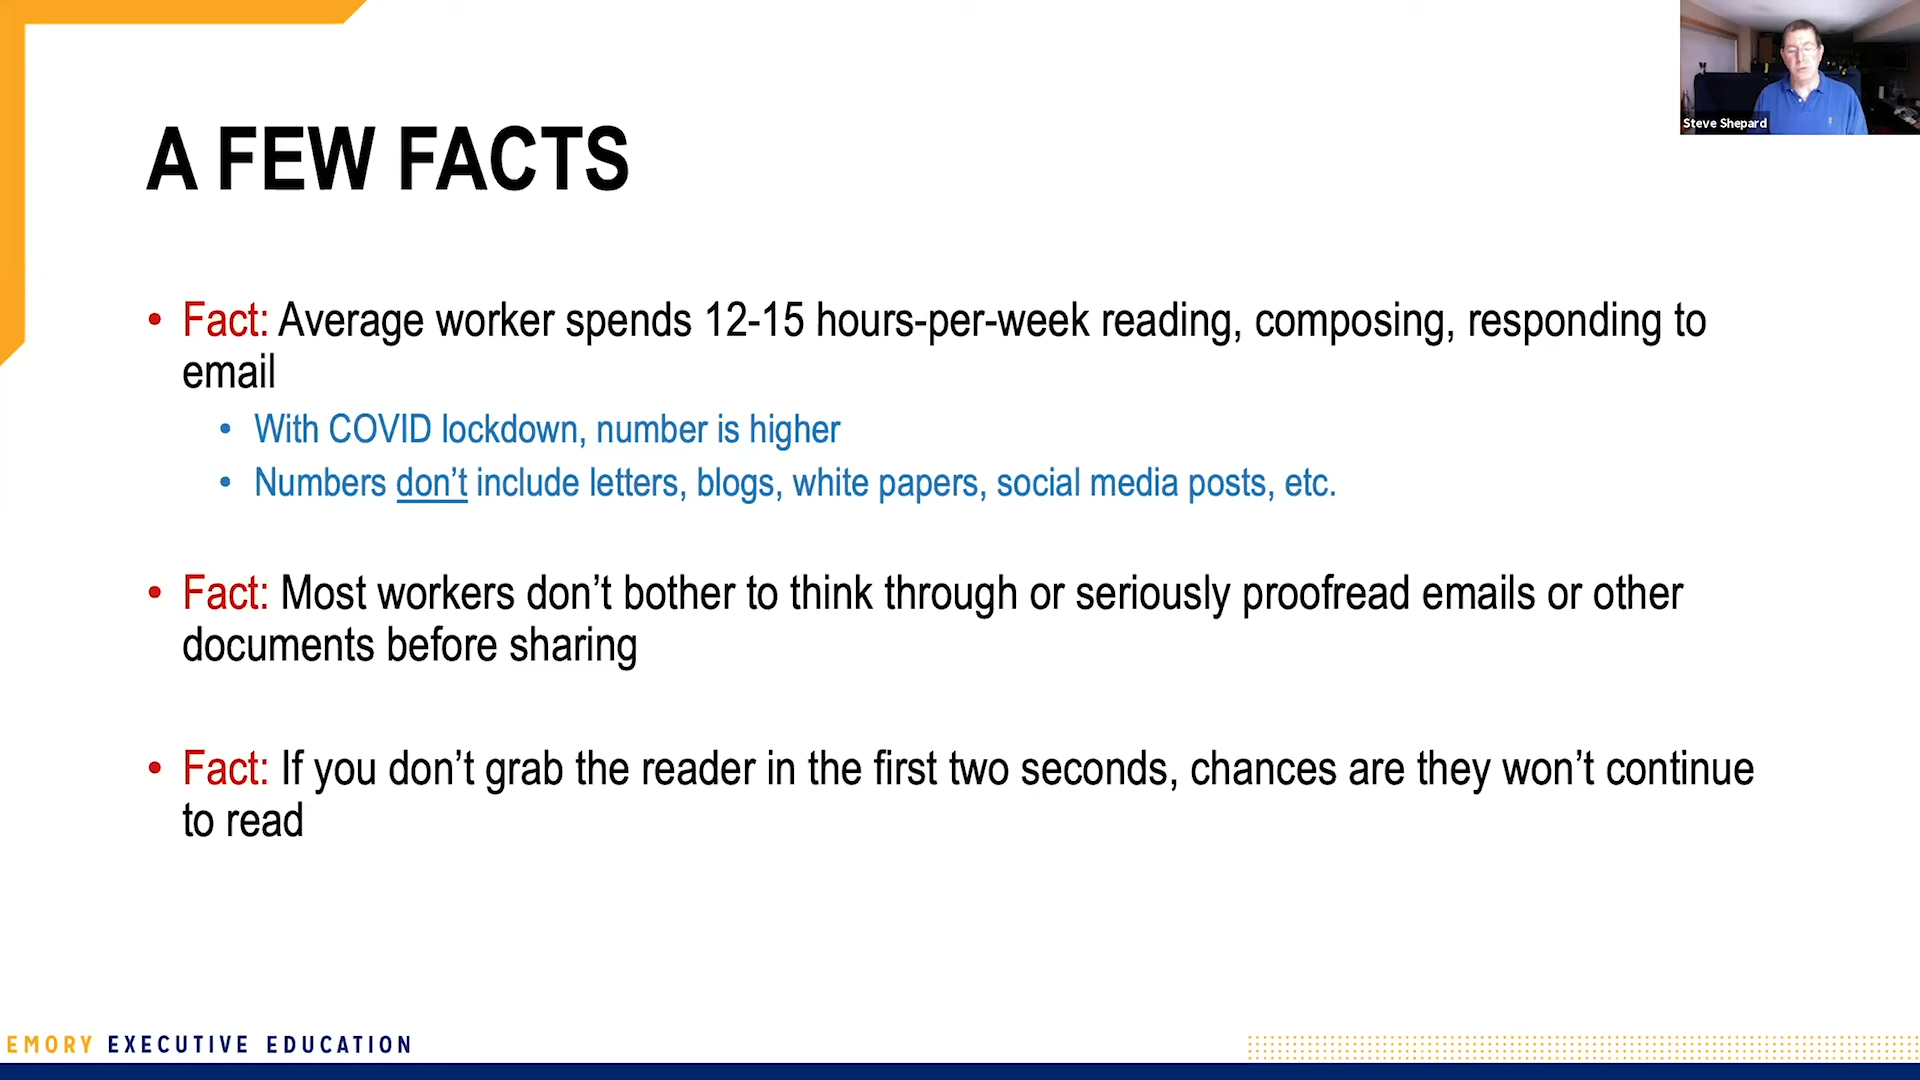 Steve Shepard
A FEW FACTS
• Fact: Average worker spends 12-15 hours-per-week reading, composing, responding to
email
• With COVID lockdown, number is higher
• Numbers don’t include letters, blogs, white papers, social media posts, etc.
• Fact: Most workers don’t bother to think through or seriously proofread emails or other
documents before sharing
• Fact: If you don’t grab the reader in the first two seconds, chances are they won’t continue
to read
EMORY EXECUTIVE EDUCATION